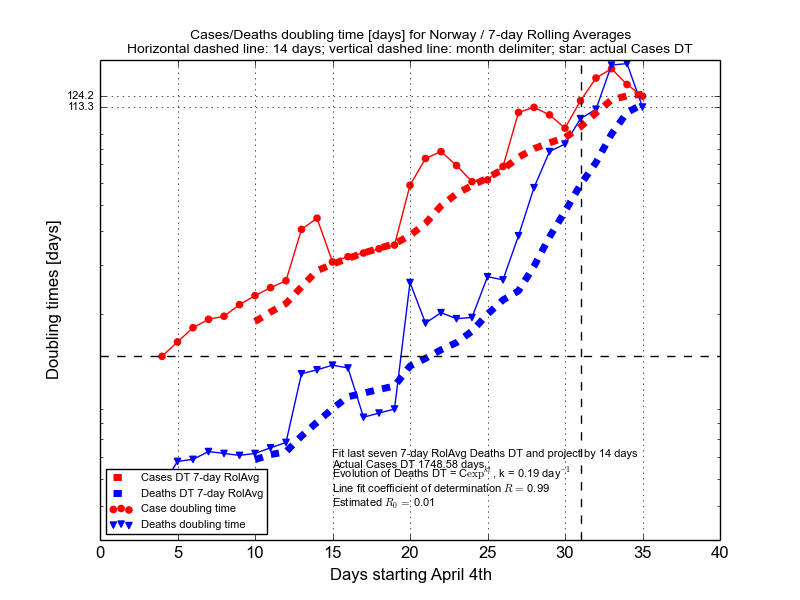 Cases/Deaths doubling time [days] for Norway / 7-day Rolling Averages
Horizontal dashed line: 14 days; vertical dashed line: month delimiter; star: actual Cases DT
124.2
113.3
Doubling times [days]
Fit last seven 7-day RolAvg Deaths DT and project by 14 days
Actual Cases DT 1748.58 days
Evolution of Deaths DT = Cexp^kt, k = 0.19 day^−1
Line fit coefficient of determination R = 0.99
Estimated R_0 = 0.01
Cases DT 7-day RolAvg
Deaths DT 7-day RolAvg
Case doubling time
Deaths doubling time
0 5 10 15 20 25 30 35 40
Days starting April 4th